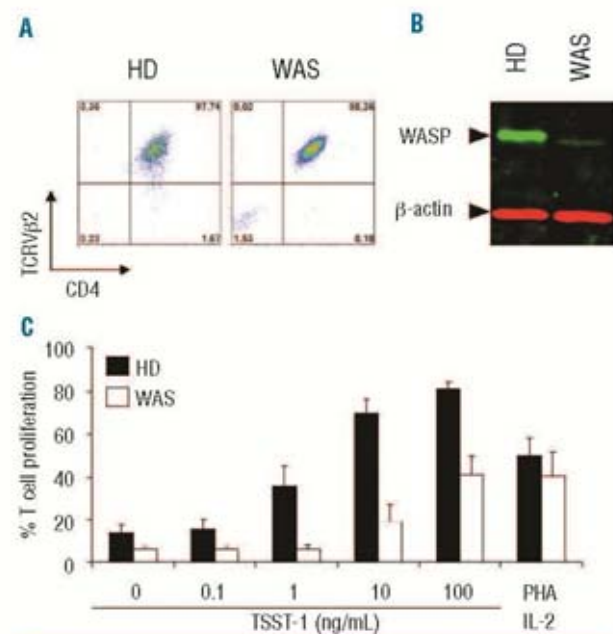 A
HD
WAS
0.36
97.74
0.02
98.26
0.23
1.67
1.53
0.18
TCRVβ2
CD4
B
HD
WAS
WASP
β-actin
C
% T cell proliferation
100
80
60
40
20
0
HD
WAS
0
0.1
1
10
100
PHA
TSST-1 (ng/mL)
IL-2